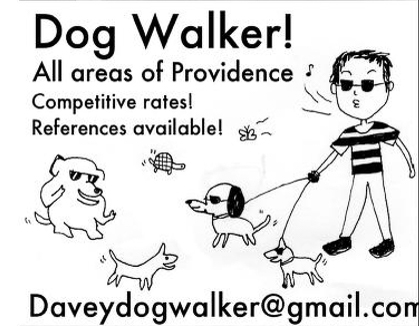 Dog Walker!
All areas of Providence
Competitive rates!
References available!
Daveydogwalker@gmail.com